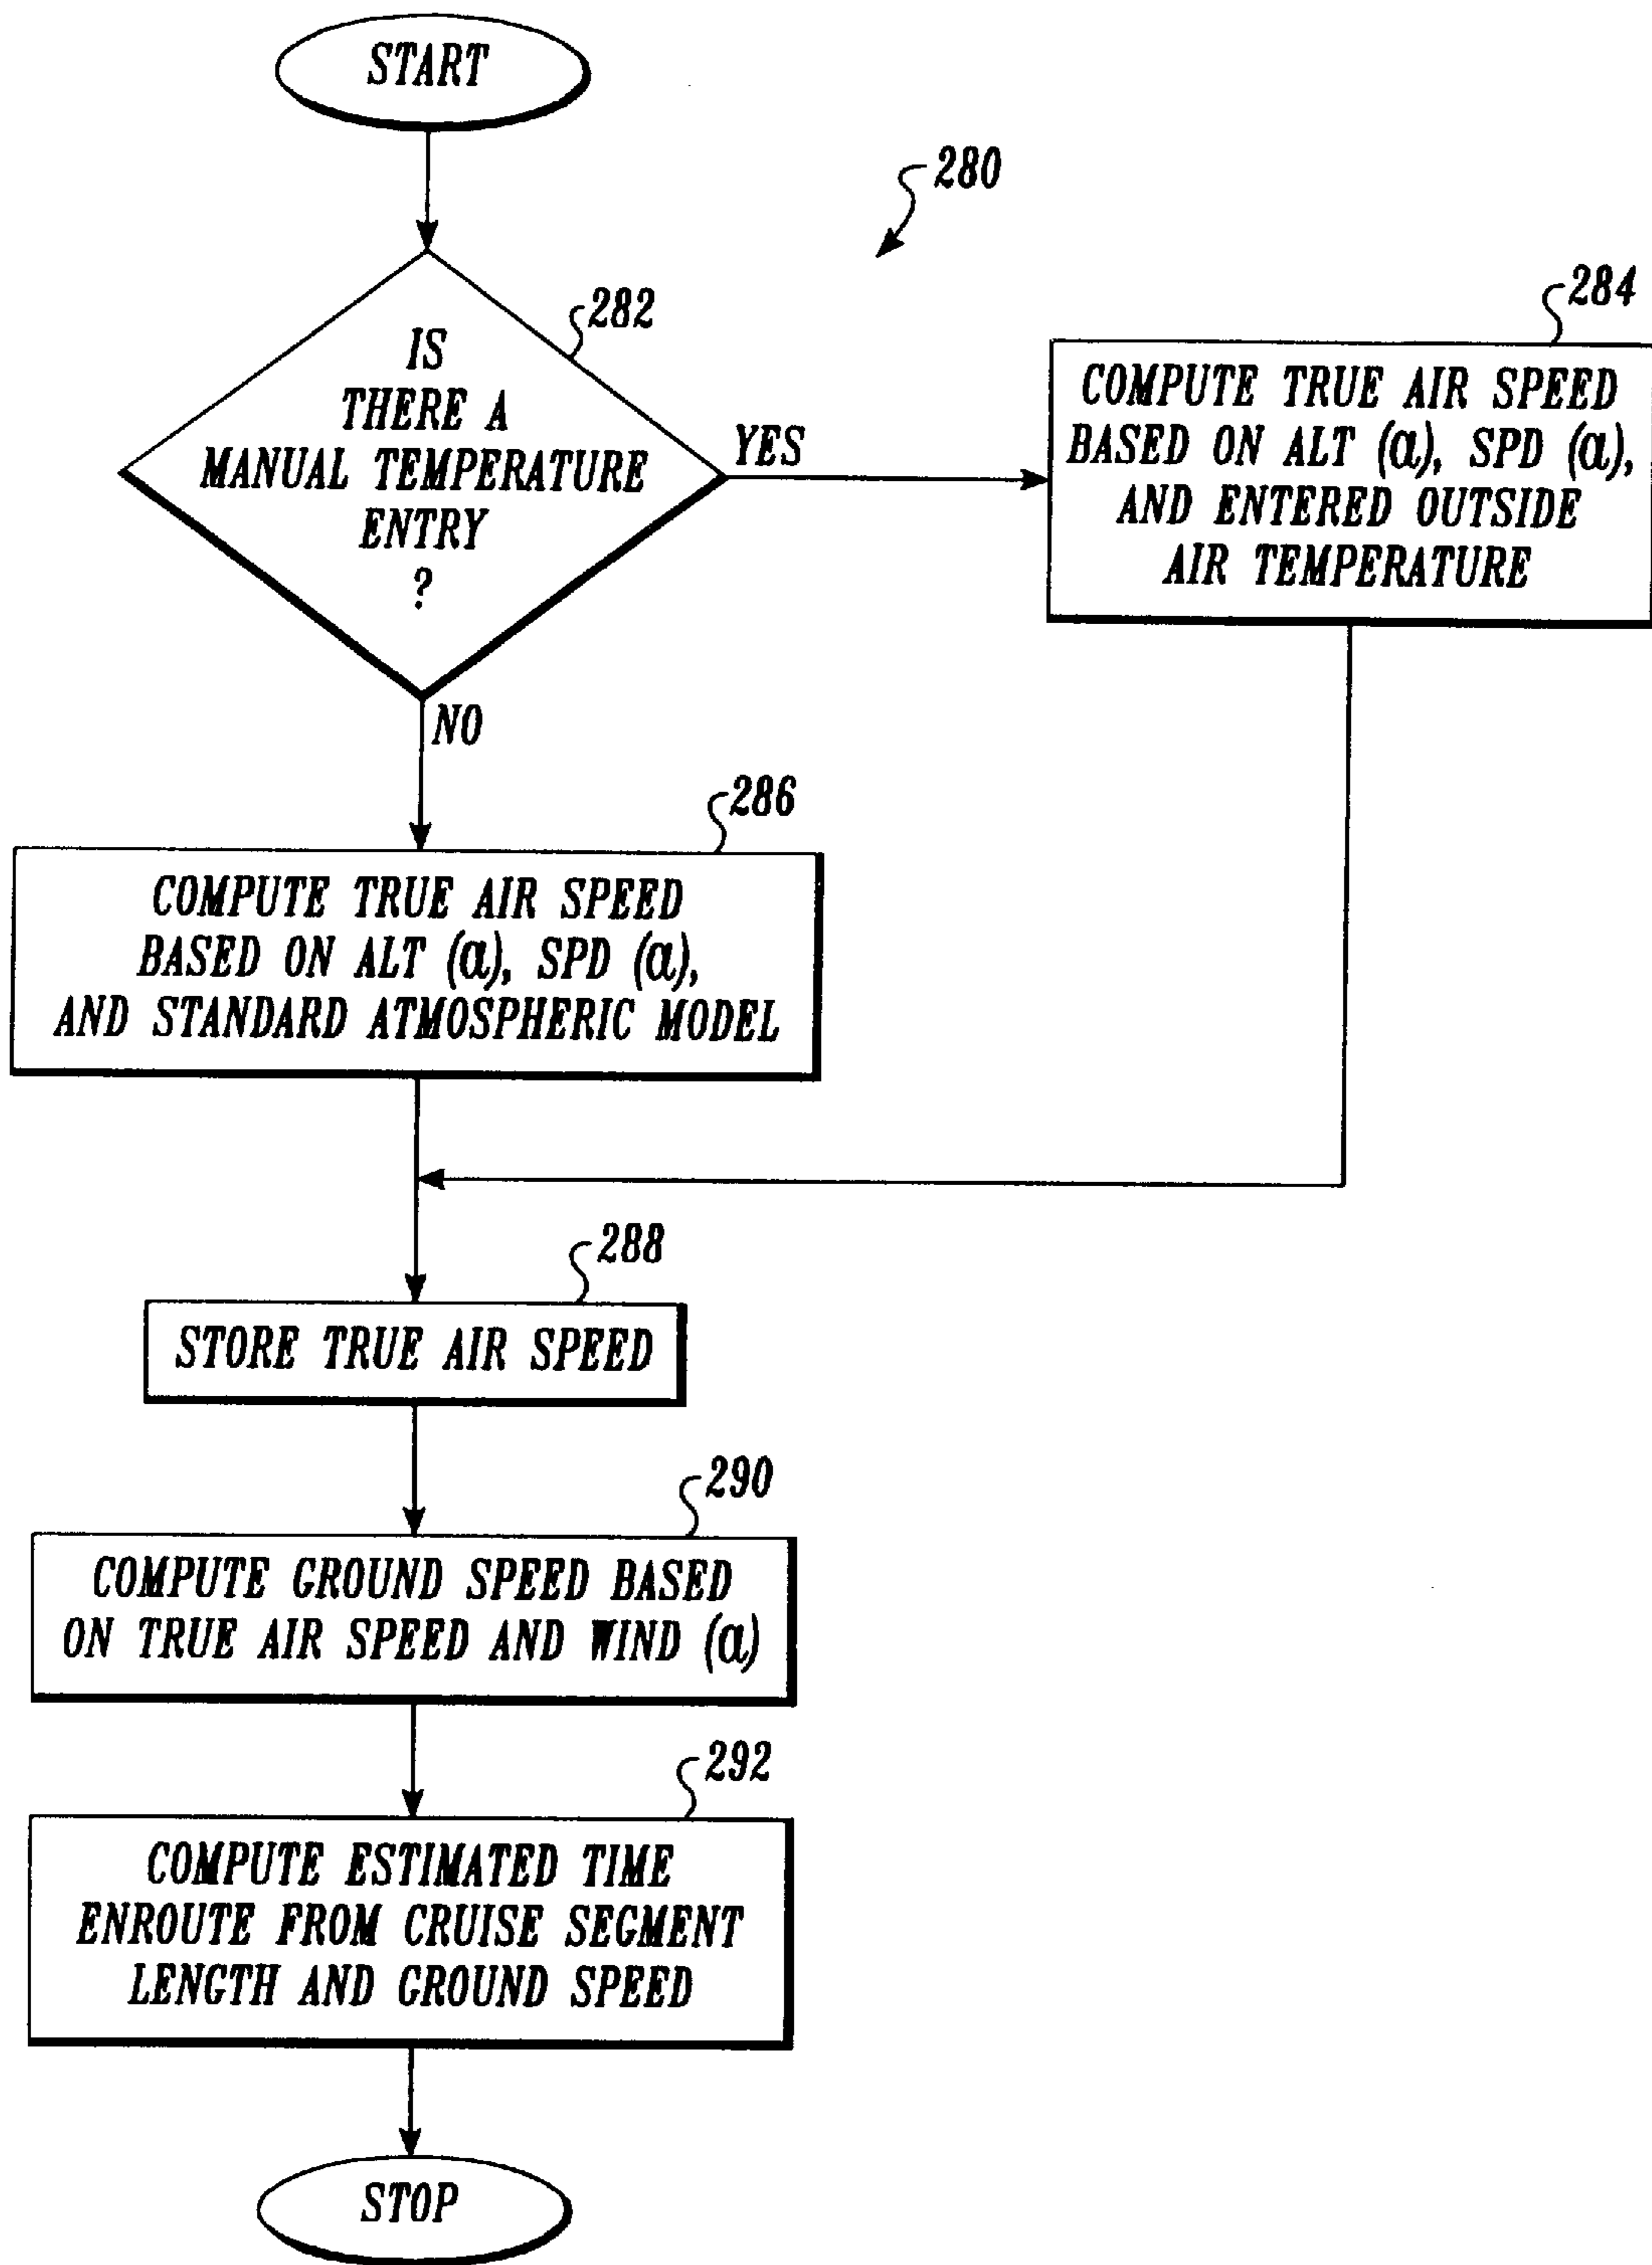 START
280
282
IS
THERE A
MANUAL TEMPERATURE
ENTRY
?
YES
NO
284
COMPUTE TRUE AIR SPEED
BASED ON ALT (α), SPD (α),
AND ENTERED OUTSIDE
AIR TEMPERATURE
286
COMPUTE TRUE AIR SPEED
BASED ON ALT (α), SPD (α),
AND STANDARD ATMOSPHERIC MODEL
288
STORE TRUE AIR SPEED
290
COMPUTE GROUND SPEED BASED
ON TRUE AIR SPEED AND WIND (α)
292
COMPUTE ESTIMATED TIME
ENROUTE FROM CRUISE SEGMENT
LENGTH AND GROUND SPEED
STOP